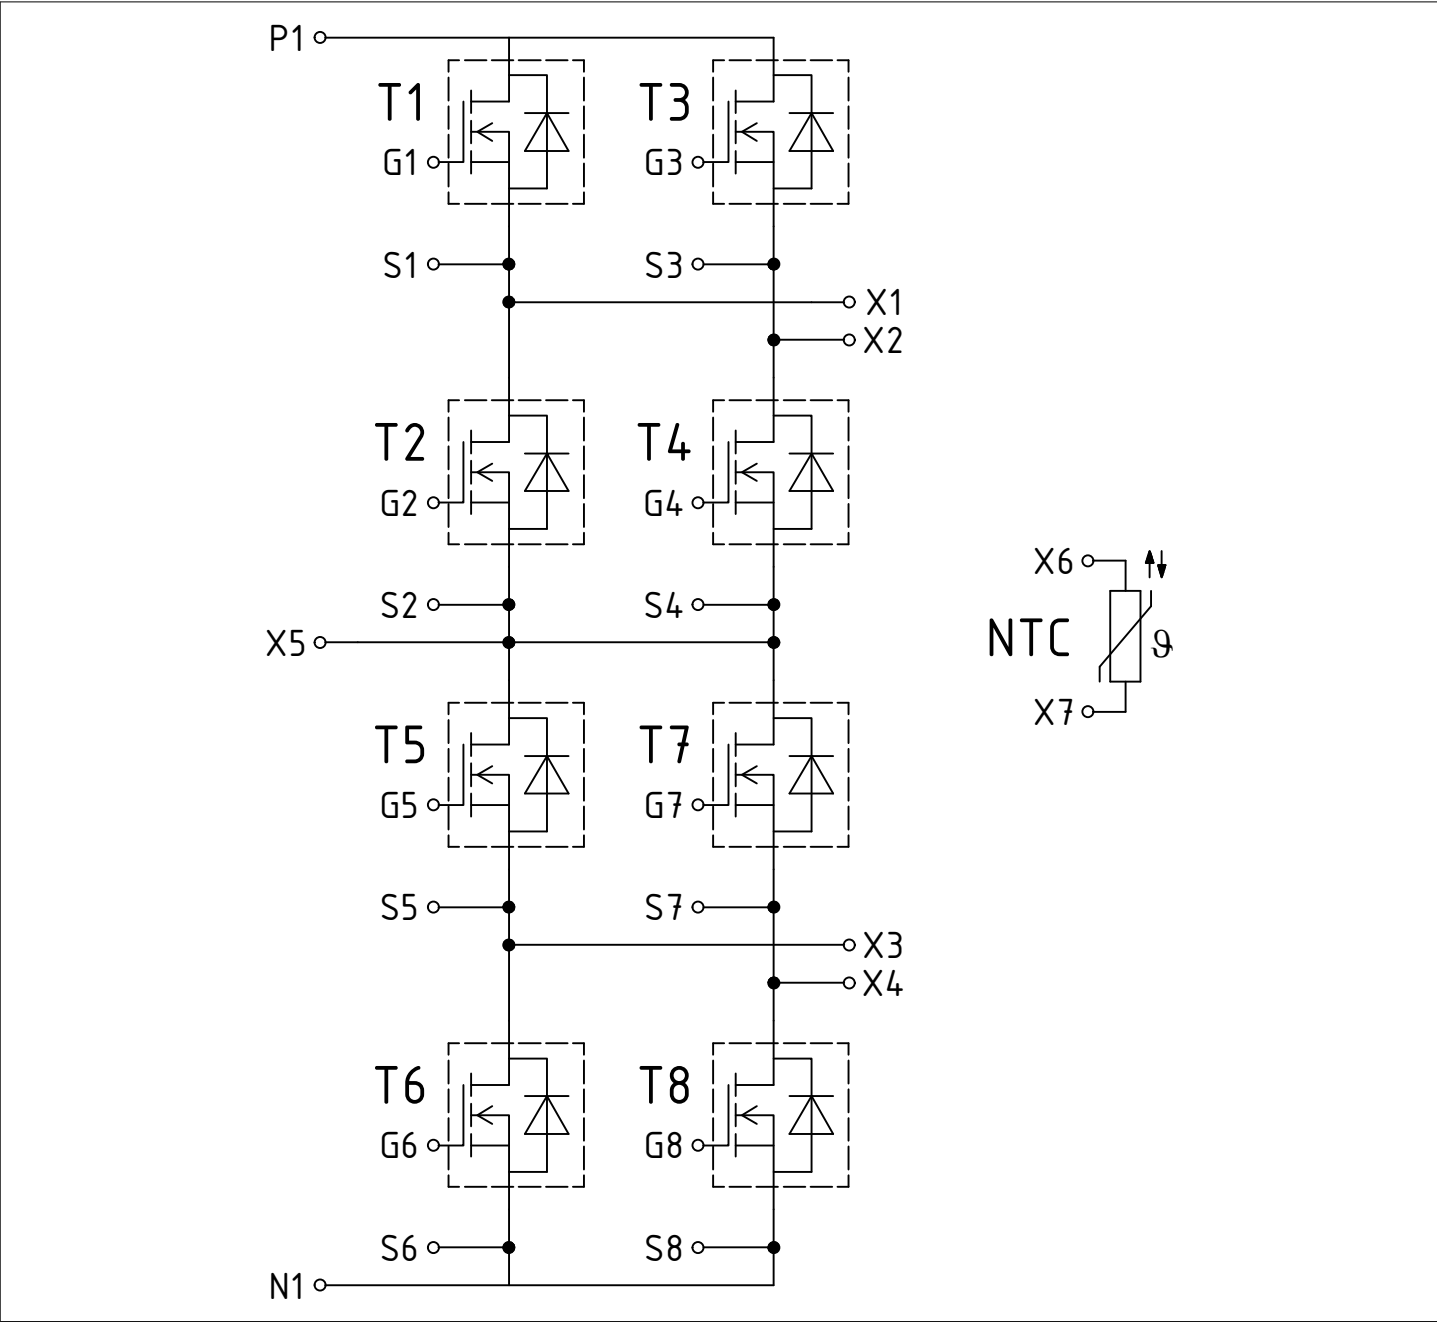 P1
T1 T3
G1 G3
S1 S3
X1
X2
T2 T4
G2 G4
X6
S2 S4
X5 NTC ϑ
X7
T5 T7
G5 G7
S5 S7
X3
X4
T6 T8
G6 G8
S6 S8
N1